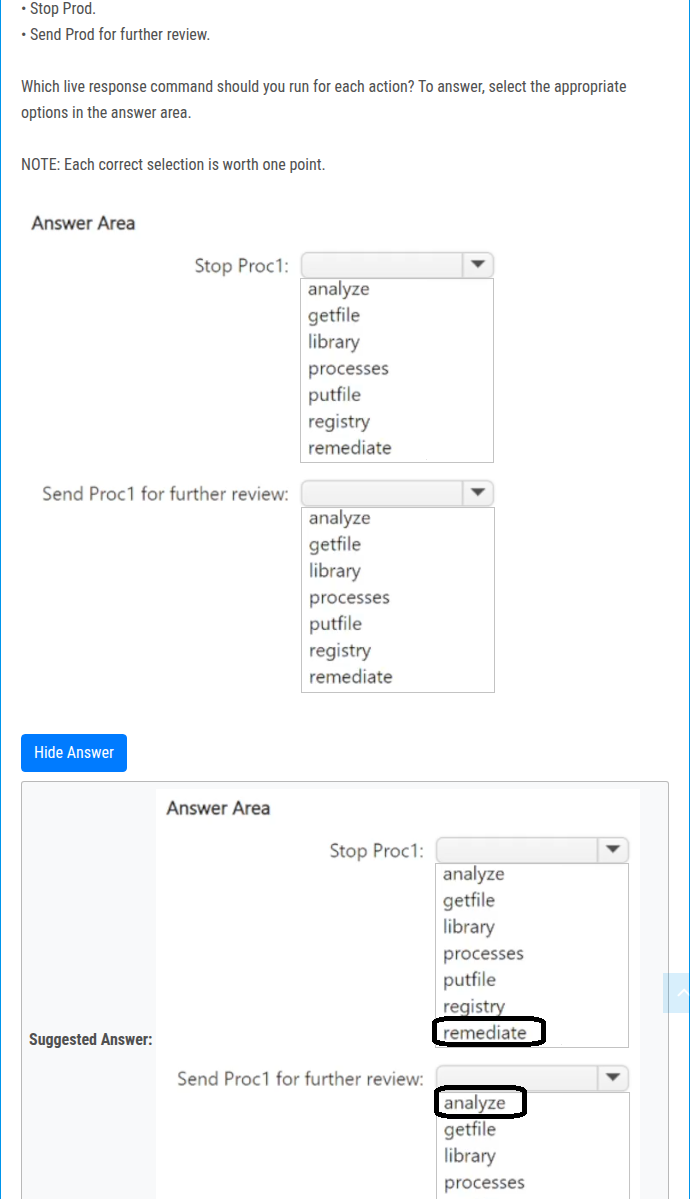 • Stop Prod.
• Send Prod for further review.
Which live response command should you run for each action? To answer, select the appropriate
options in the answer area.
NOTE: Each correct selection is worth one point.
Answer Area
Stop Proc1:
analyze
getfile
library
processes
putfile
registry
remediate
Send Proc1 for further review:
analyze
getfile
library
processes
putfile
registry
remediate
Hide Answer
Suggested Answer:
Answer Area
Stop Proc1:
analyze
getfile
library
processes
putfile
registry
remediate
Send Proc1 for further review:
analyze
getfile
library
processes